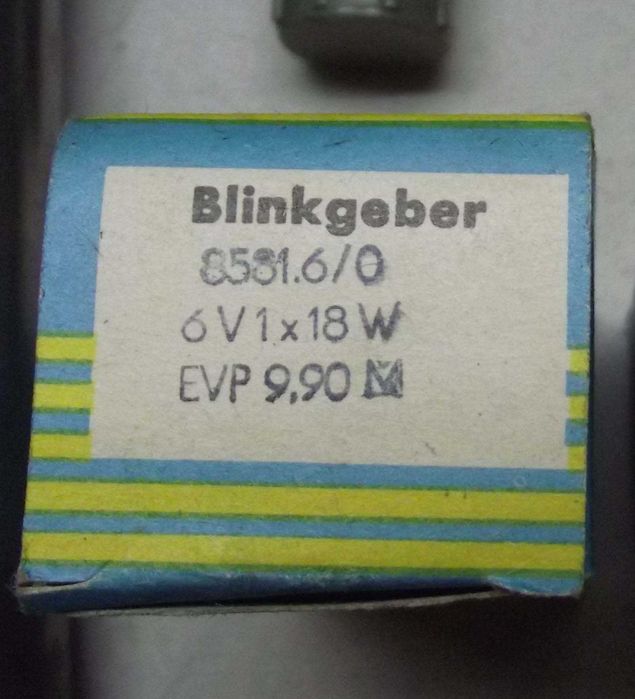 Blinkgeber
8581.6/0
6 V 1 x 18 W
EVP 9,90 M